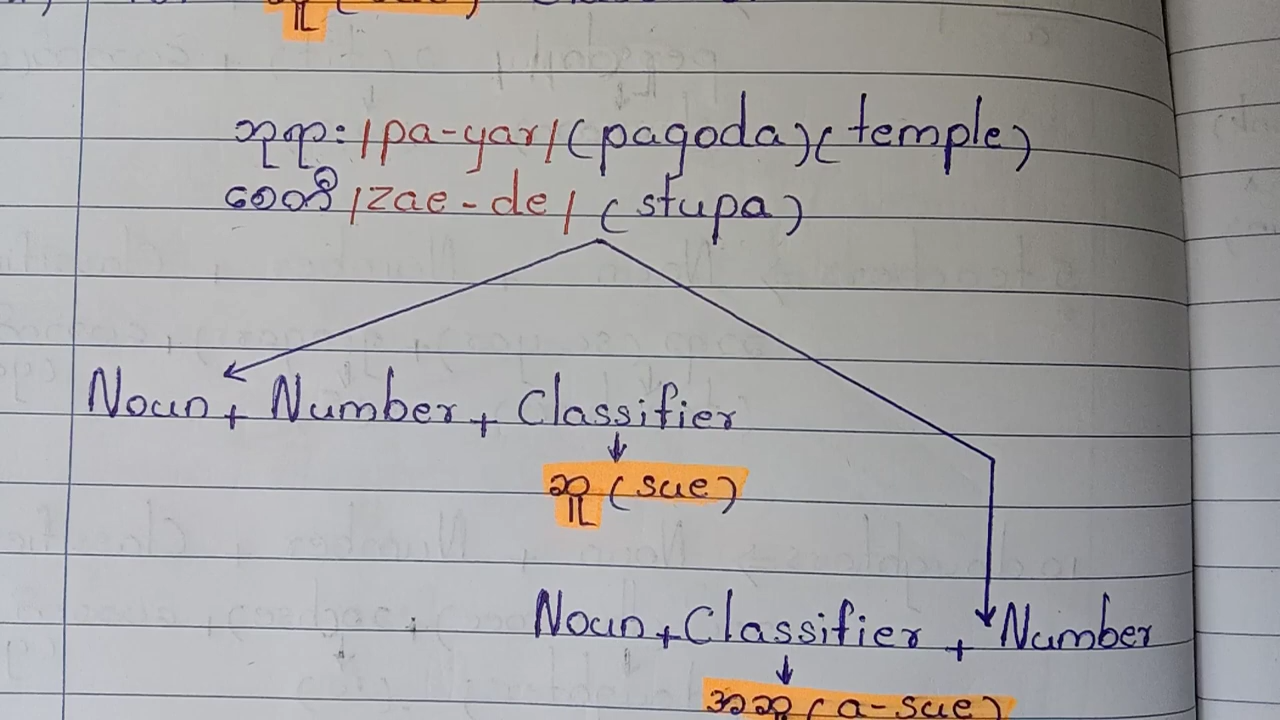 ဘုရား /pa-yar/ (pagoda) (temple)
စေတီ /zae-de/ (stupa)
Noun + Number + Classifier
ဆူ (sue)
Noun + Classifier + Number
အဆူ (a-sue)